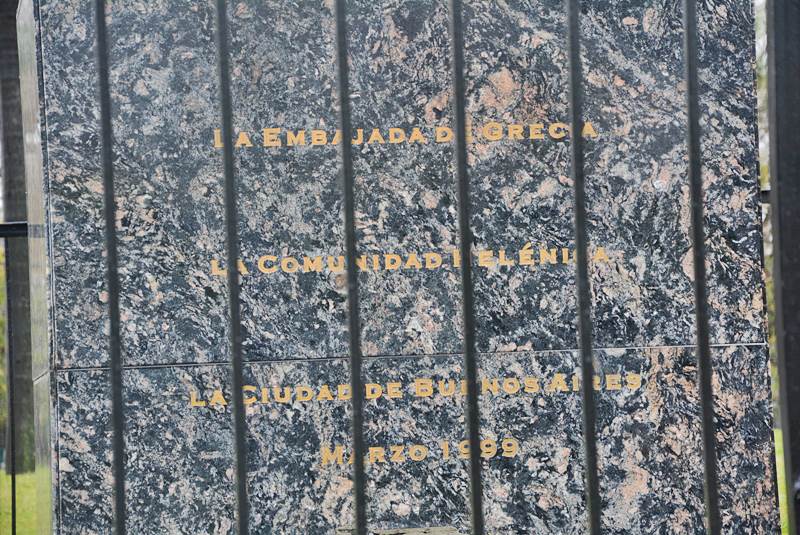 La Embajada de Grecia
La Comunidad Helénica
La Ciudad de Buenos Aires
Marzo 1999